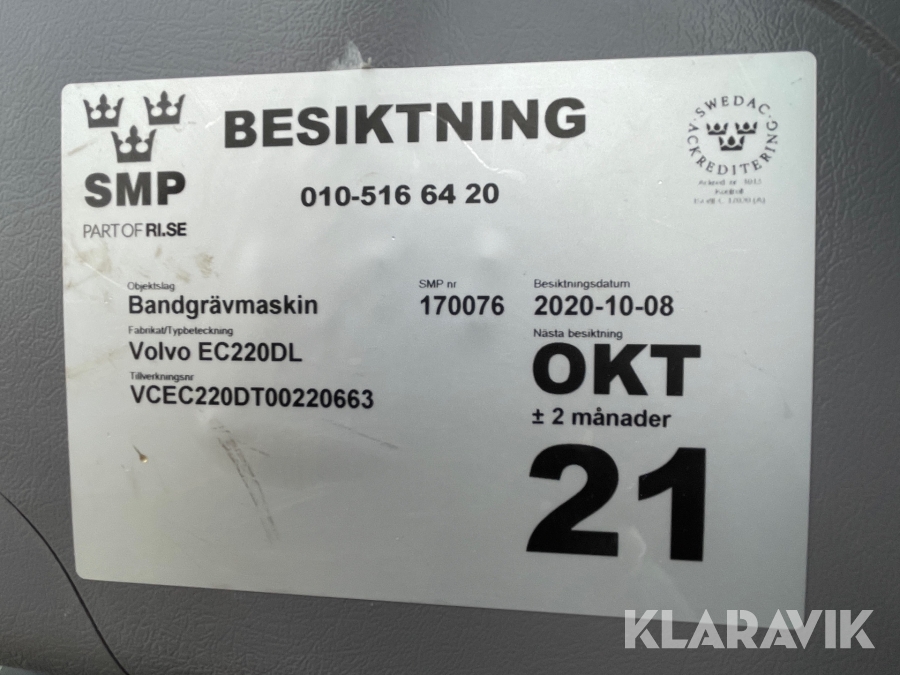 SMP
PART OF RI.SE
BESIKTNING
010-516 64 20
SWEDAC
ACKREDITERING
Objektslag
Bandgrävmaskin
SMP nr
170076
Besiktningsdatum
2020-10-08
Fabrikat/Typbeteckning
Volvo EC220DL
Nästa besiktning
OKT
± 2 månader
21
Tillverkningsnr
VCEC220DT00220663
KLARAVIK